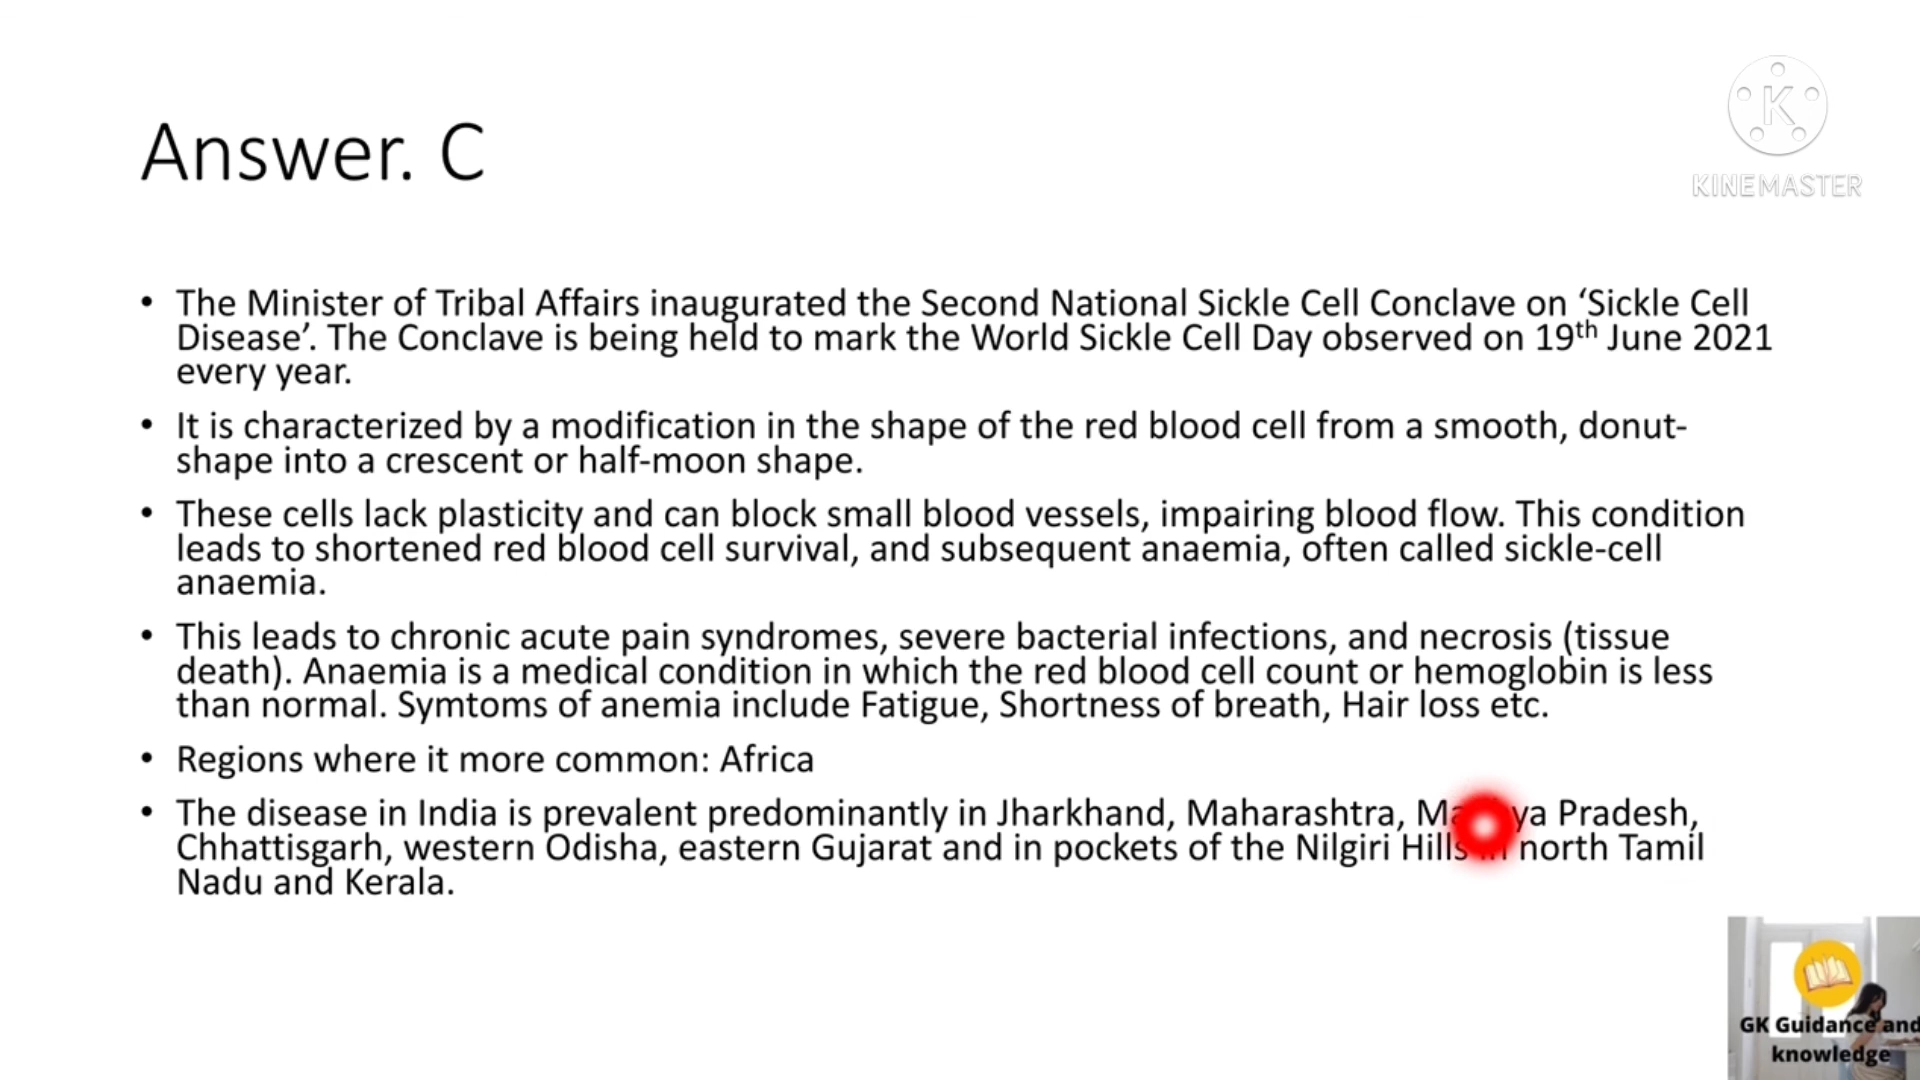 K
KINEMASTER
Answer. C
• The Minister of Tribal Affairs inaugurated the Second National Sickle Cell Conclave on ‘Sickle Cell
Disease’. The Conclave is being held to mark the World Sickle Cell Day observed on 19th June 2021
every year.
• It is characterized by a modification in the shape of the red blood cell from a smooth, donut-
shape into a crescent or half-moon shape.
• These cells lack plasticity and can block small blood vessels, impairing blood flow. This condition
leads to shortened red blood cell survival, and subsequent anaemia, often called sickle-cell
anaemia.
• This leads to chronic acute pain syndromes, severe bacterial infections, and necrosis (tissue
death). Anaemia is a medical condition in which the red blood cell count or hemoglobin is less
than normal. Symtoms of anemia include Fatigue, Shortness of breath, Hair loss etc.
• Regions where it more common: Africa
• The disease in India is prevalent predominantly in Jharkhand, Maharashtra, Pradesh,
Chhattisgarh, western Odisha, eastern Gujarat and in pockets of the Nilgiri Hills in north Tamil
Nadu and Kerala.
GK Guidance and
knowledge